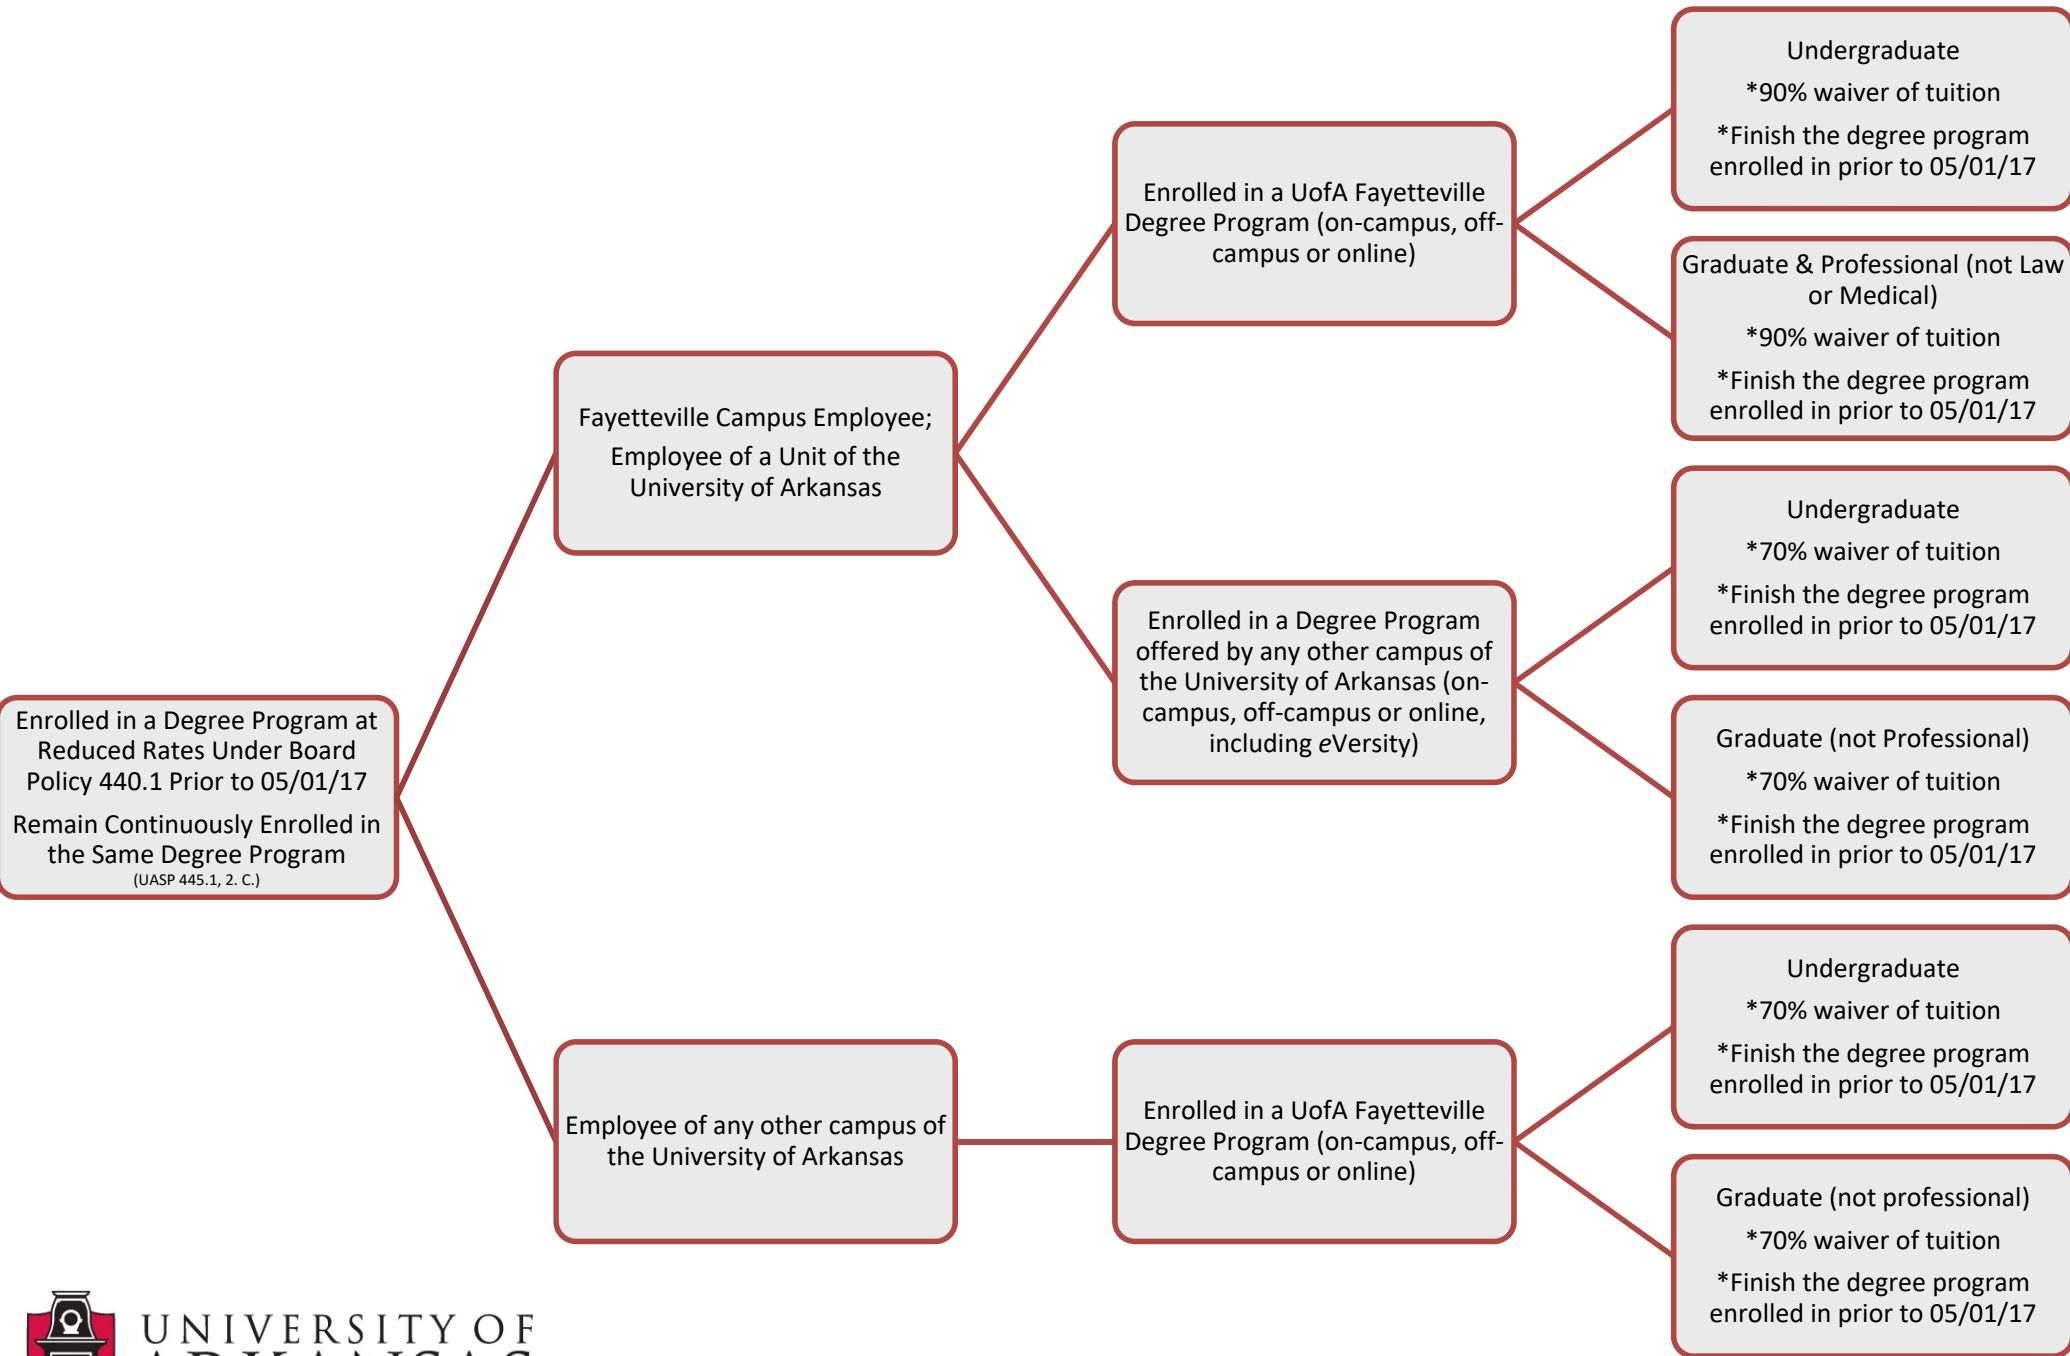 Enrolled in a Degree Program at
Reduced Rates Under Board
Policy 440.1 Prior to 05/01/17
Remain Continuously Enrolled in
the Same Degree Program
(UASP 445.1, 2. C.)
Fayetteville Campus Employee;
Employee of a Unit of the
University of Arkansas
Enrolled in a UofA Fayetteville
Degree Program (on-campus, off-
campus or online)
Undergraduate
*90% waiver of tuition
*Finish the degree program
enrolled in prior to 05/01/17
Graduate & Professional (not Law
or Medical)
*90% waiver of tuition
*Finish the degree program
enrolled in prior to 05/01/17
Enrolled in a Degree Program
offered by any other campus of
the University of Arkansas (on-
campus, off-campus or online,
including eVersity)
Undergraduate
*70% waiver of tuition
*Finish the degree program
enrolled in prior to 05/01/17
Graduate (not Professional)
*70% waiver of tuition
*Finish the degree program
enrolled in prior to 05/01/17
Employee of any other campus of
the University of Arkansas
Enrolled in a UofA Fayetteville
Degree Program (on-campus, off-
campus or online)
Undergraduate
*70% waiver of tuition
*Finish the degree program
enrolled in prior to 05/01/17
Graduate (not professional)
*70% waiver of tuition
*Finish the degree program
enrolled in prior to 05/01/17
UNIVERSITY OF
ARKANSAS